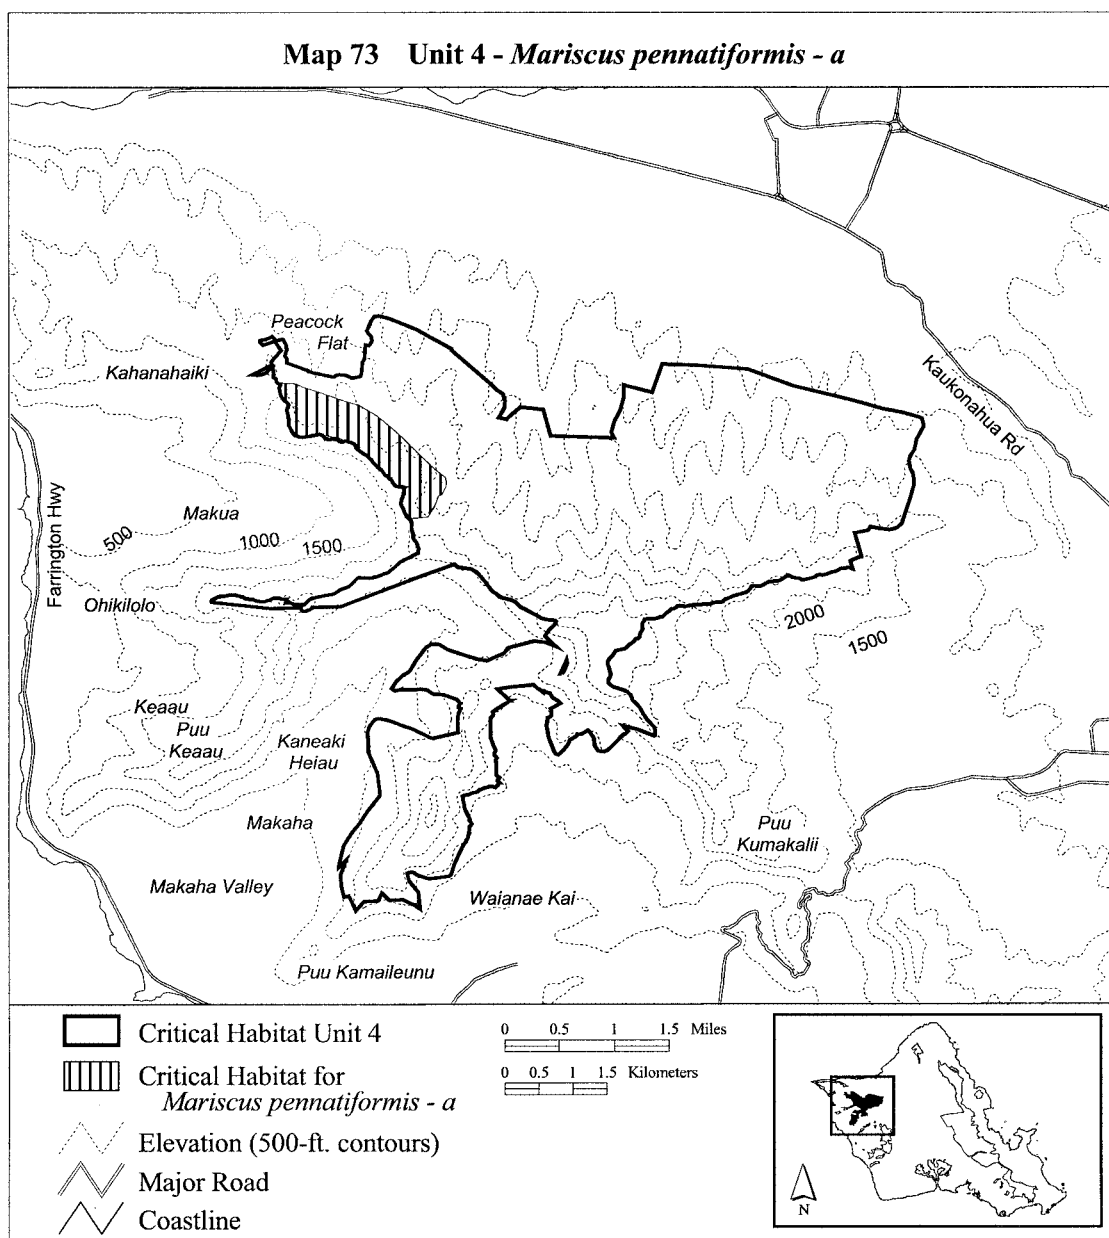 Map 73 Unit 4 - Mariscus pennatiformis - a
Peacock
Flat
Kahanahaiki
Kaukonahua Rd
Farrington Hwy
Makua
500
1000
1500
Ohikilolo
2000
1500
Keaau
Puu
Keaau
Kaneaki
Heiau
Makaha
Puu
Kumakalii
Makaha Valley
Waianae Kai
Puu Kamaileunu
Critical Habitat Unit 4
Critical Habitat for
Mariscus pennatiformis - a
Elevation (500-ft. contours)
Major Road
Coastline
0 0.5 1 1.5 Miles
0 0.5 1 1.5 Kilometers
N